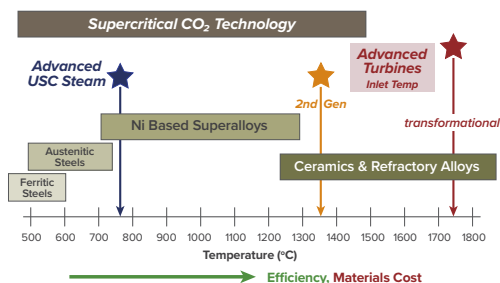 Supercritical CO₂ Technology
Advanced
USC Steam
Advanced
Turbines
Inlet Temp
2nd Gen
transformational
Ni Based Superalloys
Austenitic
Steels
Ceramics & Refractory Alloys
Ferritic
Steels
500 600 700 800 900 1000 1100 1200 1300 1400 1500 1600 1700 1800
Temperature (ºC)
Efficiency, Materials Cost